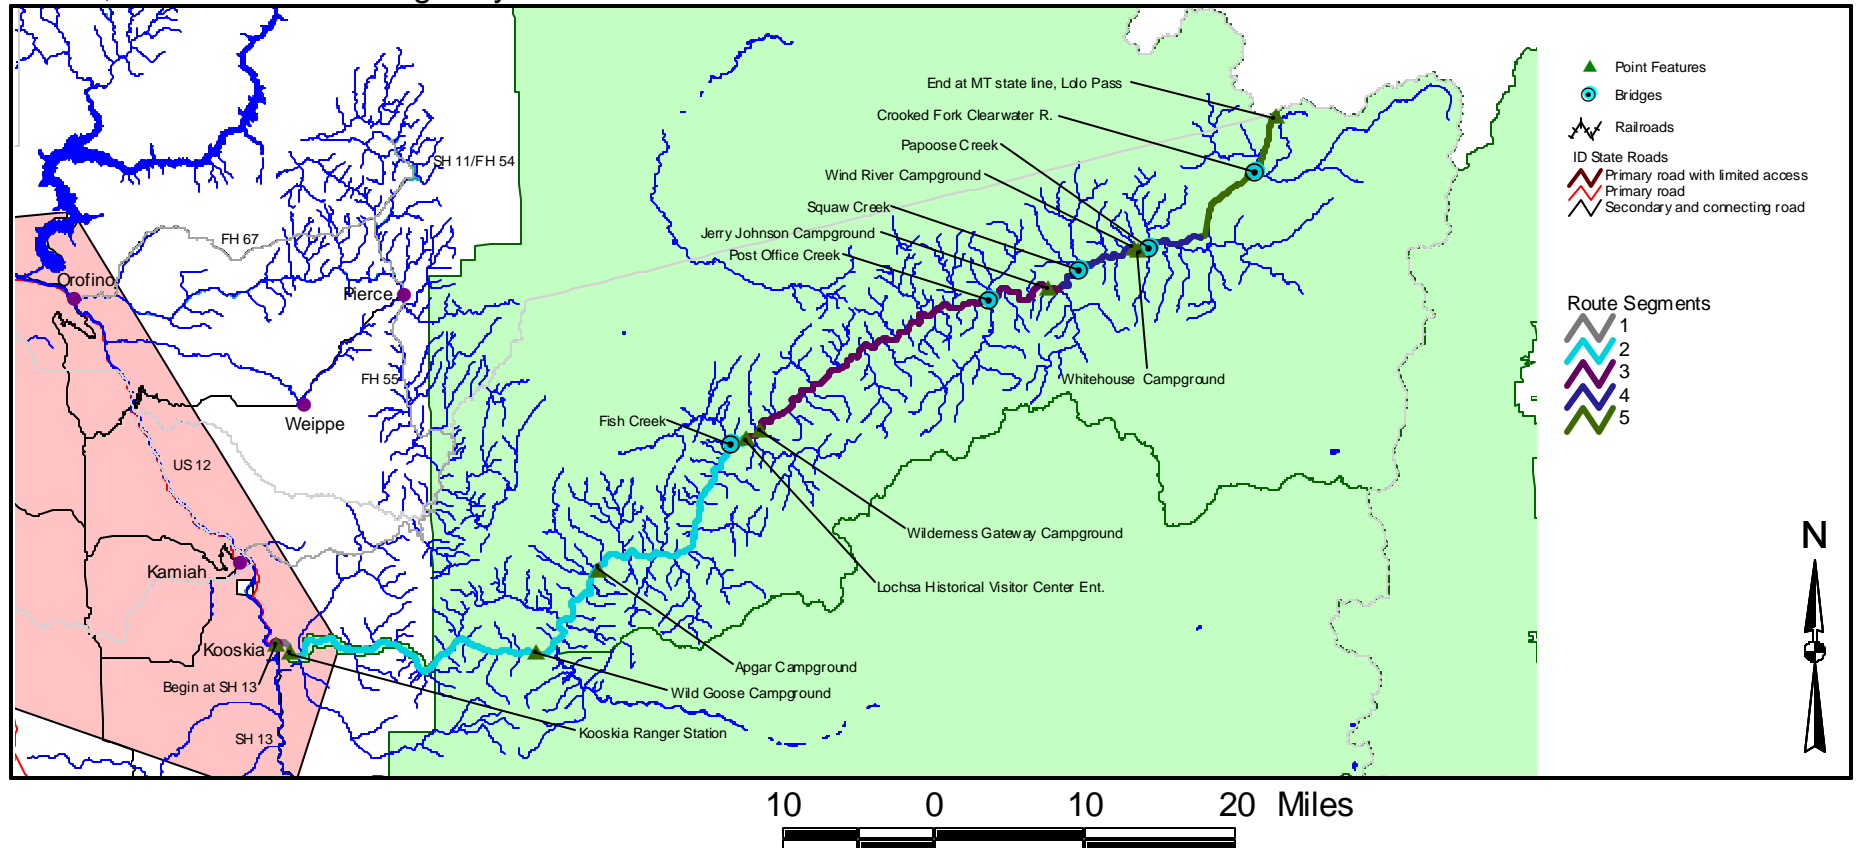 End at MT state line, Lolo Pass
Crooked Fork Clearwater R.
Papoose Creek
Wind River Campground
Squaw Creek
Jerry Johnson Campground
Post Office Creek
SH 11/FH 54
FH 67
Orofino
Pierce
FH 55
Weippe
US 12
Whitehouse Campground
Fish Creek
Wilderness Gateway Campground
Lochsa Historical Visitor Center Ent.
Kamiah
Kooskia
Begin at SH 13
SH 13
Apgar Campground
Wild Goose Campground
Kooskia Ranger Station
Point Features
Bridges
Railroads
ID State Roads
Primary road with limited access
Primary road
Secondary and connecting road
Route Segments
1
2
3
4
5
N
10 0 10 20 Miles